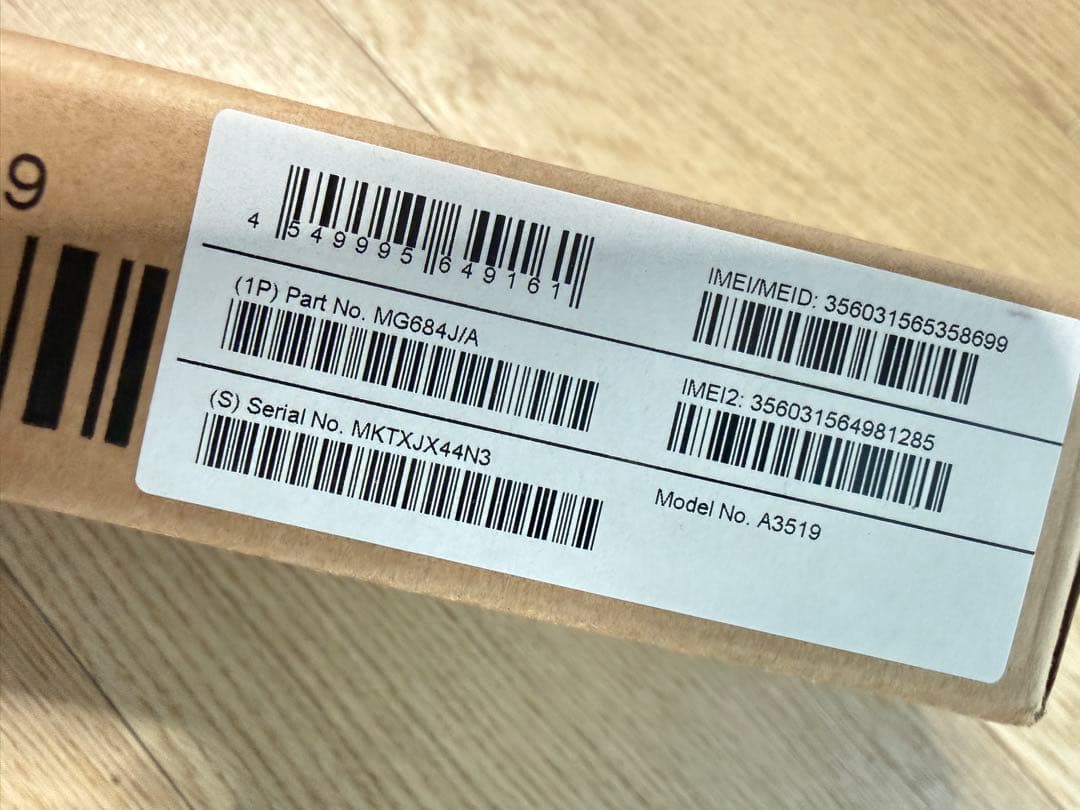 9
4 549995 649161
(1P) Part No. MG684J/A
(S) Serial No. MKTXJX44N3
IMEI/MEID: 356031565358699
IMEI2: 356031564981285
Model No. A3519